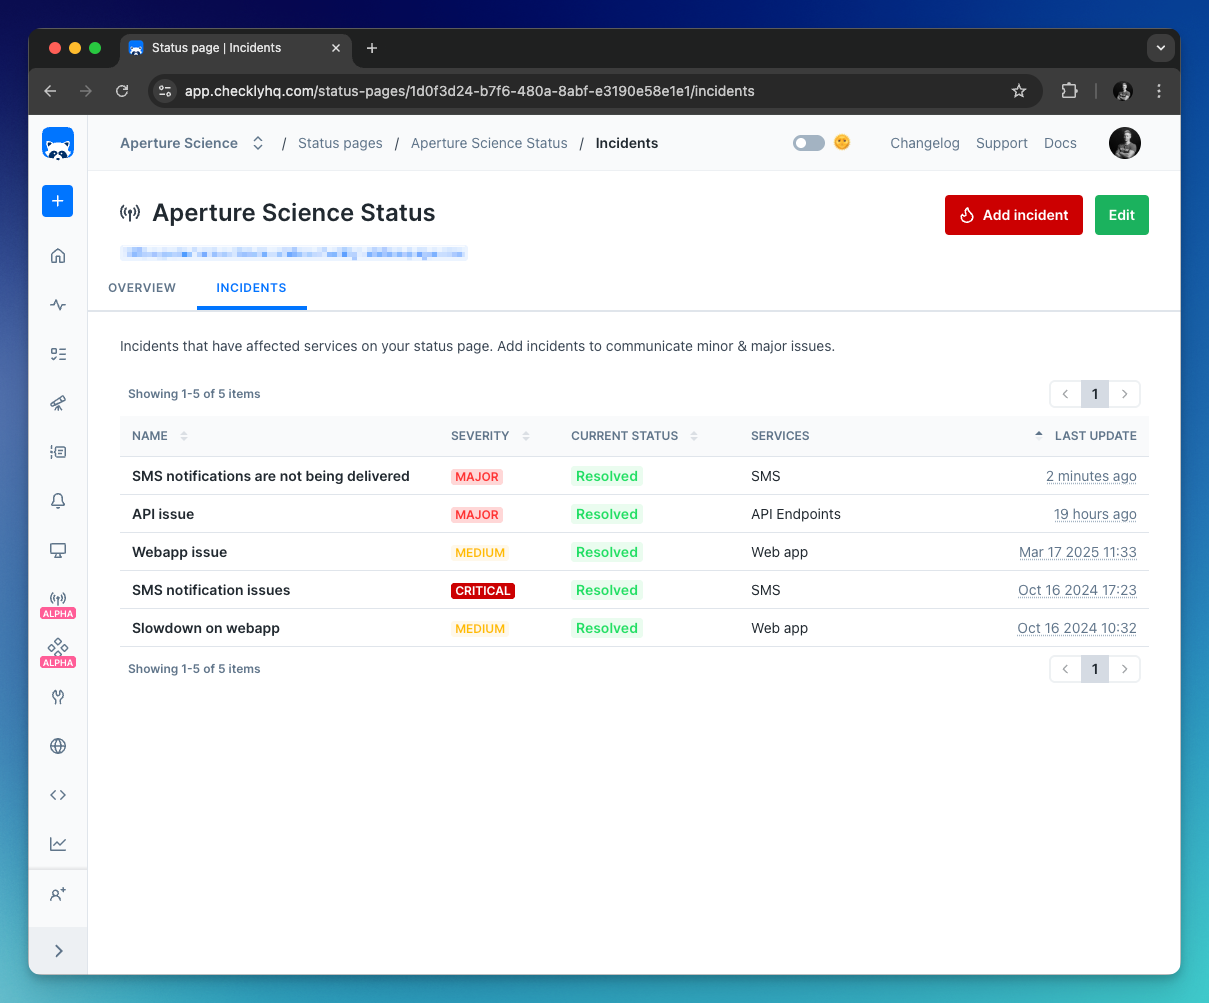 Status page | Incidents
app.checklyhq.com/status-pages/1d0f3d24-b7f6-480a-8abf-e3190e58e1e1/incidents
Aperture Science / Status pages / Aperture Science Status / Incidents
Changelog Support Docs
Aperture Science Status
Add incident
Edit
OVERVIEW INCIDENTS
Incidents that have affected services on your status page. Add incidents to communicate minor & major issues.
Showing 1-5 of 5 items
1
NAME SEVERITY CURRENT STATUS SERVICES LAST UPDATE
SMS notifications are not being delivered MAJOR Resolved SMS 2 minutes ago
API issue MAJOR Resolved API Endpoints 19 hours ago
Webapp issue MEDIUM Resolved Web app Mar 17 2025 11:33
SMS notification issues CRITICAL Resolved SMS Oct 16 2024 17:23
Slowdown on webapp MEDIUM Resolved Web app Oct 16 2024 10:32
Showing 1-5 of 5 items
1
ALPHA
ALPHA